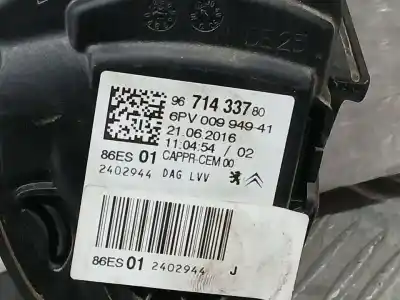 96 714 337 80
6PV 009 949-41
21.06.2016
11:04:54 / 02
86ES 01 CAPPR-CEM 00
2402944 DAG LVV
86ES 01 2402944 J